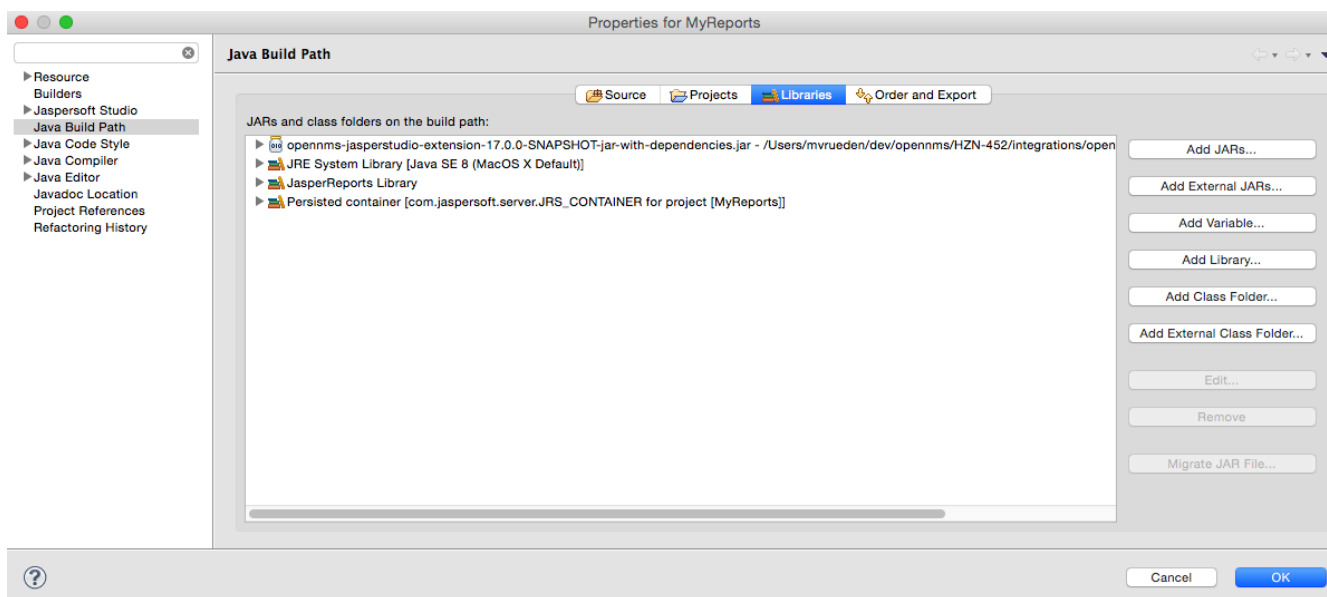 Properties for MyReports
Java Build Path
Resource
Builders
Jaspersoft Studio
Java Build Path
Java Code Style
Java Compiler
Java Editor
Javadoc Location
Project References
Refactoring History
Source Projects Libraries Order and Export
JARs and class folders on the build path:
opennms-jasperstudio-extension-17.0.0-SNAPSHOT-jar-with-dependencies.jar - /Users/mvrueden/dev/opennms/HZN-452/integrations/open
JRE System Library [Java SE 8 (MacOS X Default)]
JasperReports Library
Persisted container [com.jaspersoft.server.JRS_CONTAINER for project [MyReports]]
Add JARs...
Add External JARs...
Add Variable...
Add Library...
Add Class Folder...
Add External Class Folder...
Edit...
Remove
Migrate JAR File...
?
Cancel OK